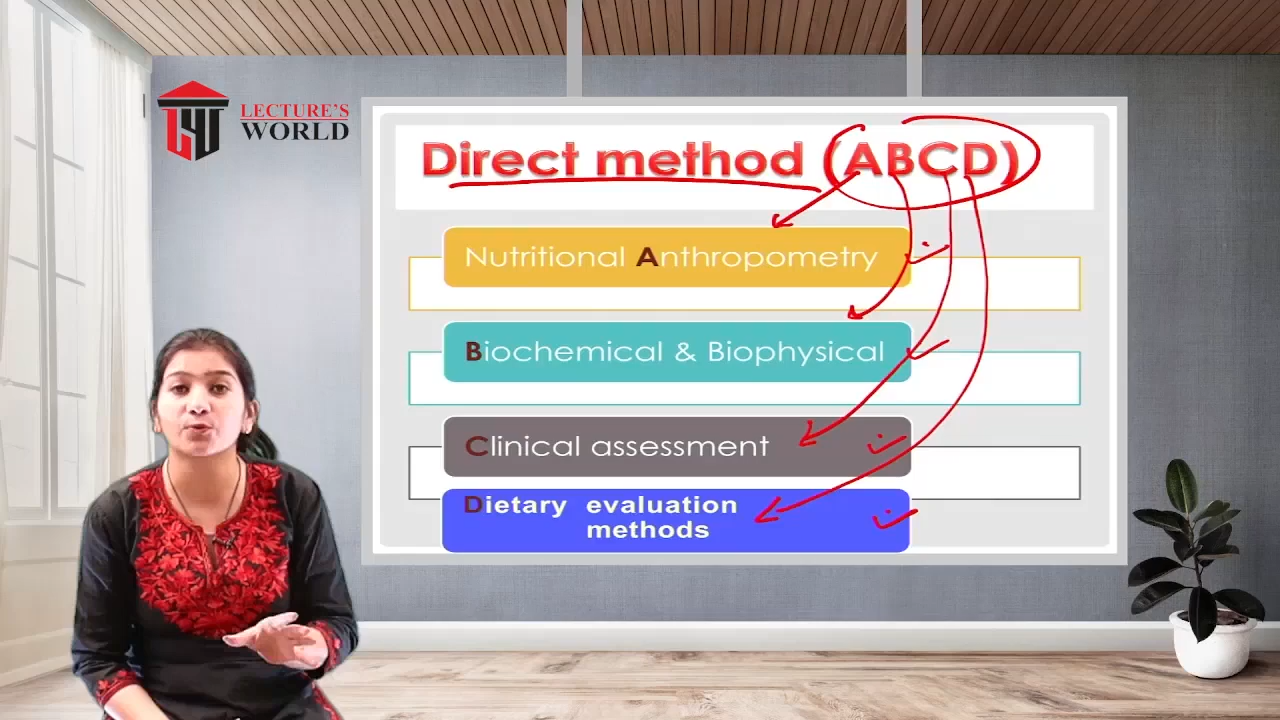 LECTURE'S
WORLD
Direct method (ABCD)
Nutritional Anthropometry
Biochemical & Biophysical
Clinical assessment
Dietary evaluation
methods